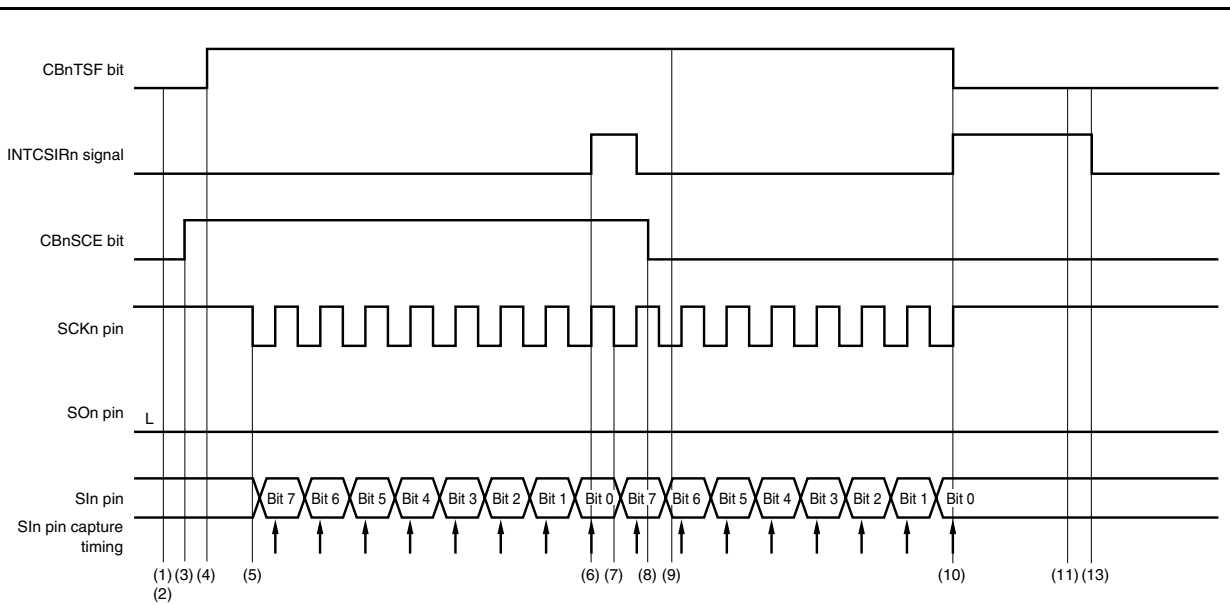 CBnTSF bit
INTCSIRn signal
CBnSCE bit
SCKn pin
SOn pin L
SIn pin Bit 7 Bit 6 Bit 5 Bit 4 Bit 3 Bit 2 Bit 1 Bit 0 Bit 7 Bit 6 Bit 5 Bit 4 Bit 3 Bit 2 Bit 1 Bit 0
SIn pin capture
timing
(1) (3) (4) (5) (6) (7) (8) (9) (10) (11) (13)
(2)